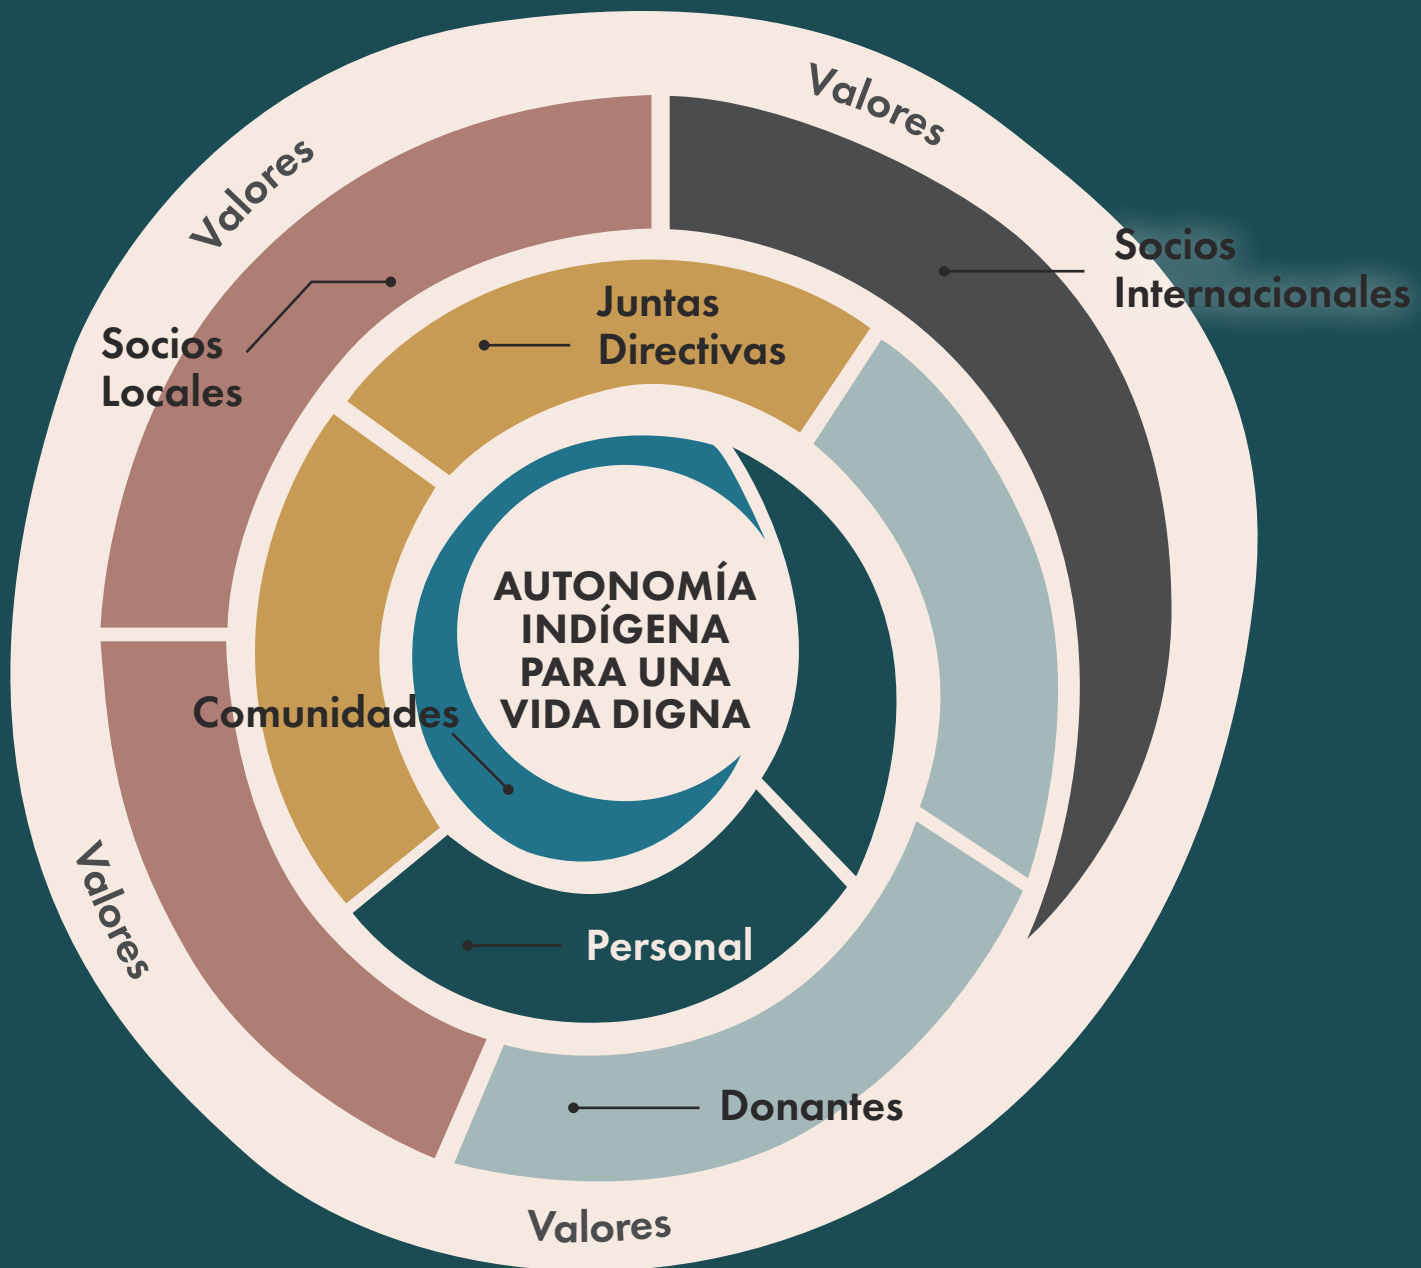 Valores
Valores
Socios
Internacionales
Juntas
Directivas
Socios
Locales
AUTONOMÍA
INDÍGENA
PARA UNA
VIDA DIGNA
Comunidades
Valores
Personal
Donantes
Valores